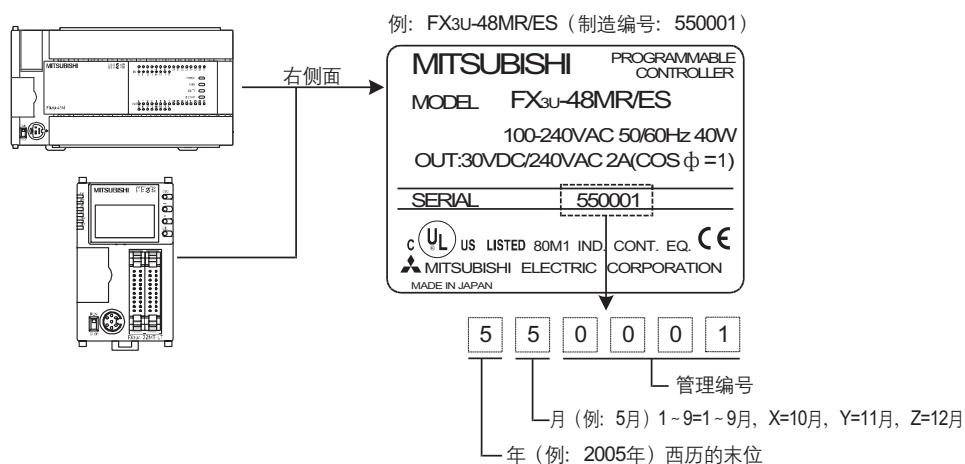 例: FX3U-48MR/ES（制造编号: 550001）
MITSUBISHI
右侧面
MITSUBISHI PROGRAMMABLE CONTROLLER
MODEL FX3U-48MR/ES
100-240VAC 50/60Hz 40W
OUT:30VDC/240VAC 2A(COS ф =1)
SERIAL 550001
C UL US LISTED 80M1 IND. CONT. EQ. CE
MITSUBISHI ELECTRIC CORPORATION
MADE IN JAPAN
MITSUBISHI
5 5 0 0 0 1
管理编号
月（例: 5月）1~9=1~9月, X=10月, Y=11月, Z=12月
年（例: 2005年）西历的末位